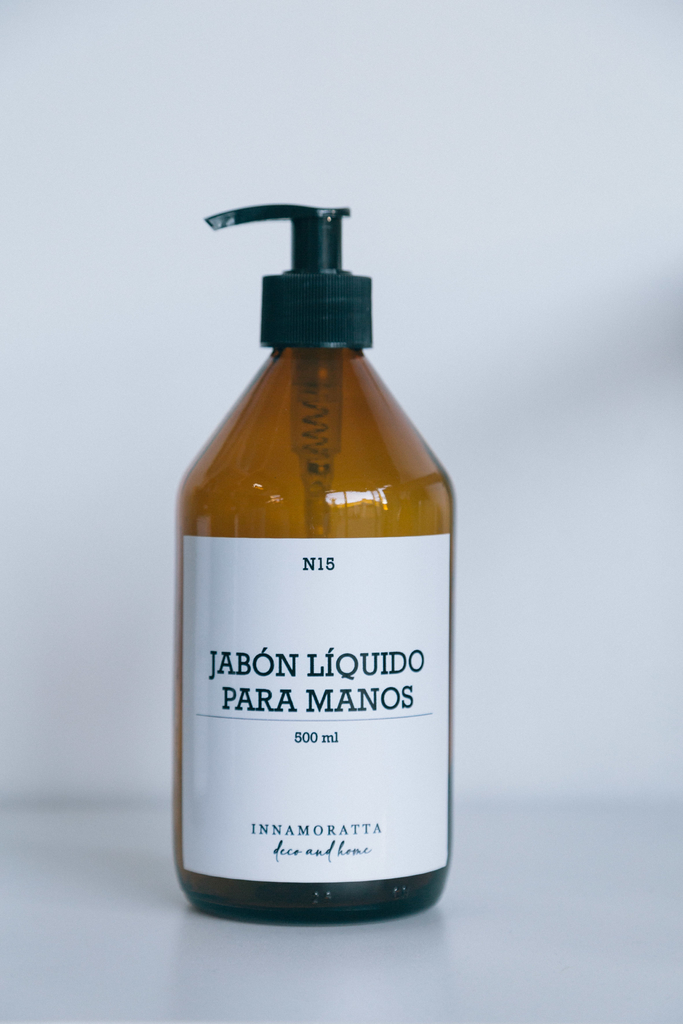 N15
JABÓN LÍQUIDO
PARA MANOS
500 ml
INNAMORATTA
deco and home